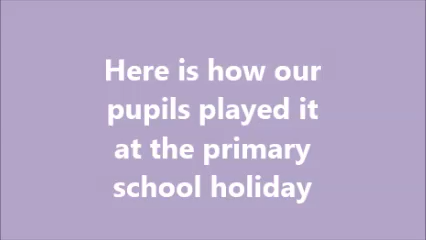 Here is how our
pupils played it
at the primary
school holiday